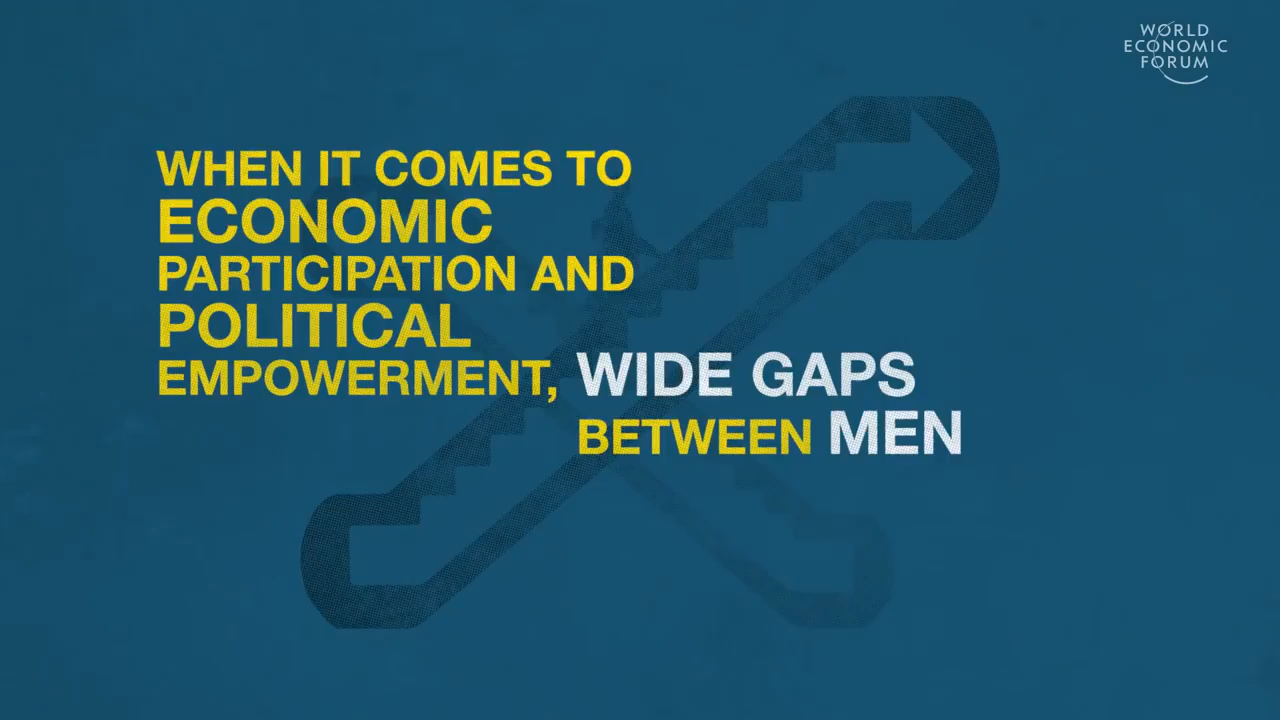 WORLD
ECONOMIC
FORUM
WHEN IT COMES TO
ECONOMIC
PARTICIPATION AND
POLITICAL
EMPOWERMENT, WIDE GAPS
BETWEEN MEN